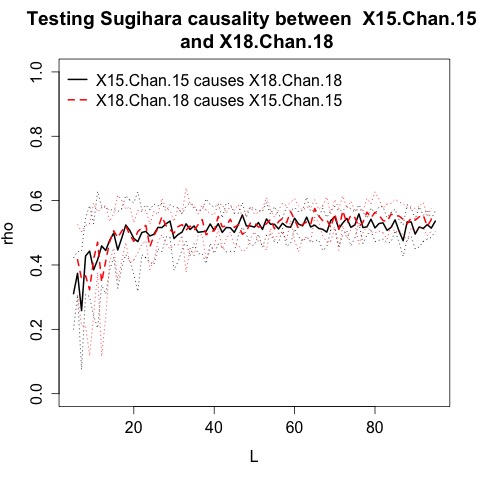 Testing Sugihara causality between X15.Chan.15
and X18.Chan.18
X15.Chan.15 causes X18.Chan.18
X18.Chan.18 causes X15.Chan.15
1.0
0.8
0.6
0.4
0.2
0.0
rho
20 40 60 80
L